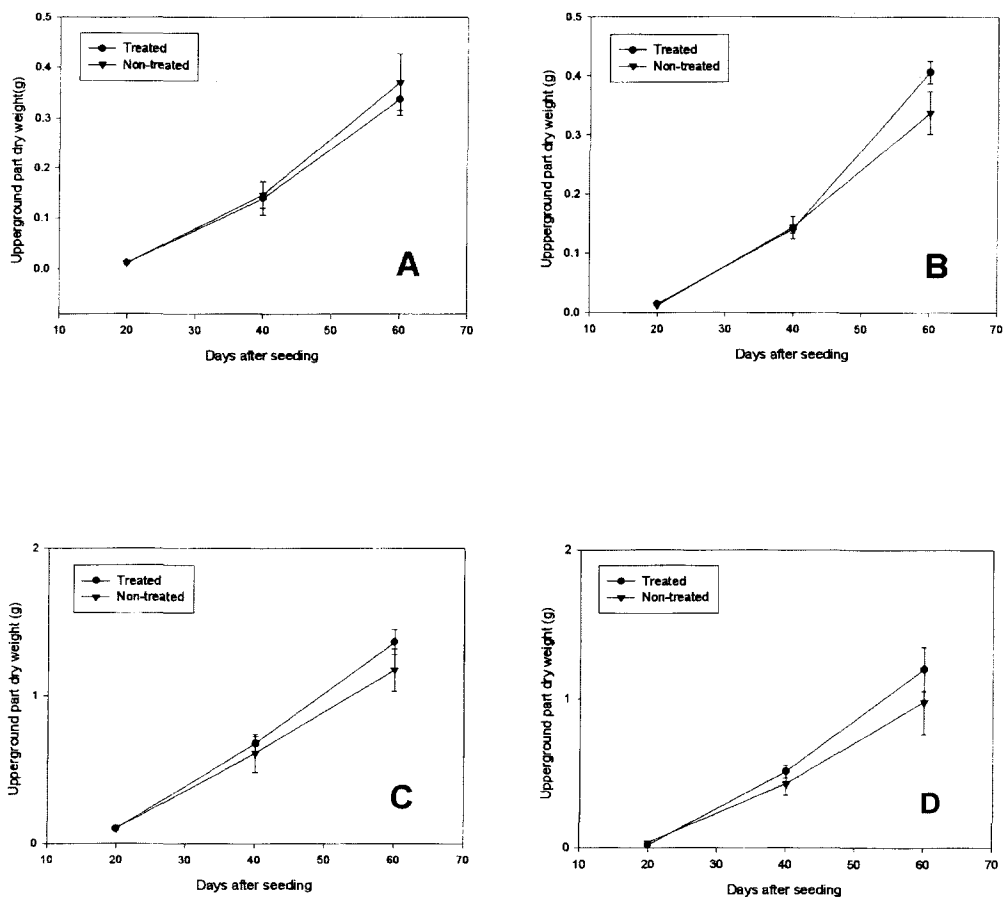 0.5
0.4
0.3
0.2
0.1
0.0
Upperground part dry weight(g)
Treated
Non-treated
A
10 20 30 40 50 60 70
Days after seeding
0.5
0.4
0.3
0.2
0.1
0.0
Uppperground part dry weight (g)
Treated
Non-treated
B
10 20 30 40 50 60 70
Days after seeding
2
1
0
Upperground part dry weight (g)
Treated
Non-treated
C
10 20 30 40 50 60 70
Days after seeding
2
1
0
Upperground part dry weight (g)
Treated
Non-treated
D
10 20 30 40 50 60 70
Days after seeding